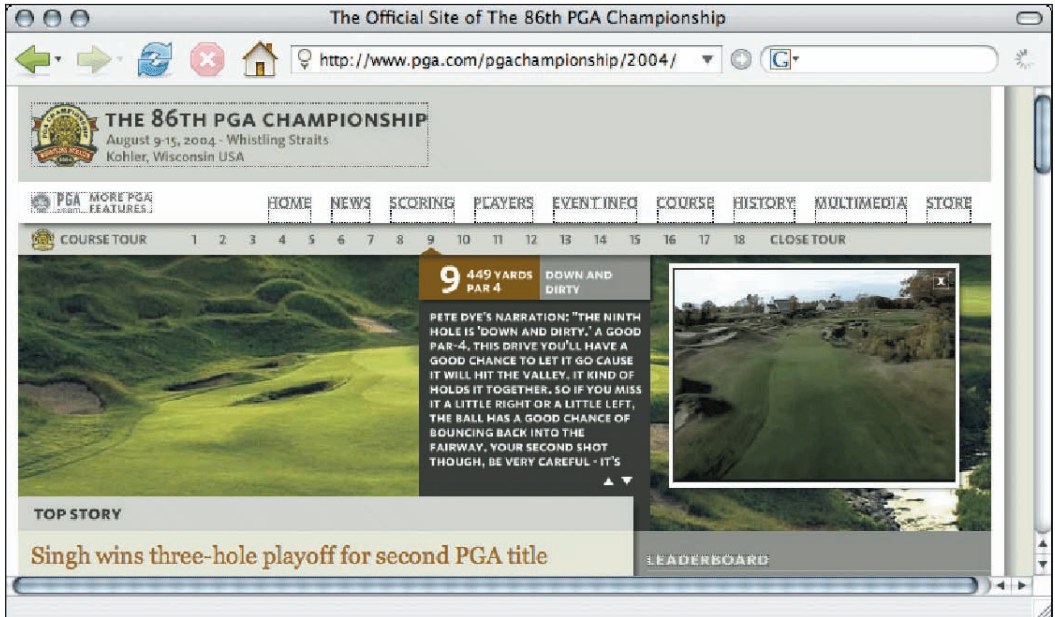 The Official Site of The 86th PGA Championship
http://www.pga.com/pgachampionship/2004/
G
THE 86TH PGA CHAMPIONSHIP
August 9-15, 2004 - Whistling Straits
Kohler, Wisconsin USA
PGA MORE PGA
FEATURES
HOME NEWS SCORING PLAYERS EVENT INFO COURSE HISTORY MULTIMEDIA STORE
COURSE TOUR 1 2 3 4 5 6 7 8 9 10 11 12 13 14 15 16 17 18 CLOSE TOUR
9 449 YARDS
PAR 4
DOWN AND
DIRTY
X
PETE DYE'S NARRATION: "THE NINTH
HOLE IS 'DOWN AND DIRTY.' A GOOD
PAR-4. THIS DRIVE YOU'LL HAVE A
GOOD CHANCE TO LET IT GO CAUSE
IT WILL HIT THE VALLEY. IT KIND OF
HOLDS IT TOGETHER. SO IF YOU MISS
IT A LITTLE RIGHT OR A LITTLE LEFT,
THE BALL HAS A GOOD CHANCE OF
BOUNCING BACK INTO THE
FAIRWAY. YOUR SECOND SHOT
THOUGH, BE VERY CAREFUL - IT'S
TOP STORY
Singh wins three-hole playoff for second PGA title
LEADERBOARD